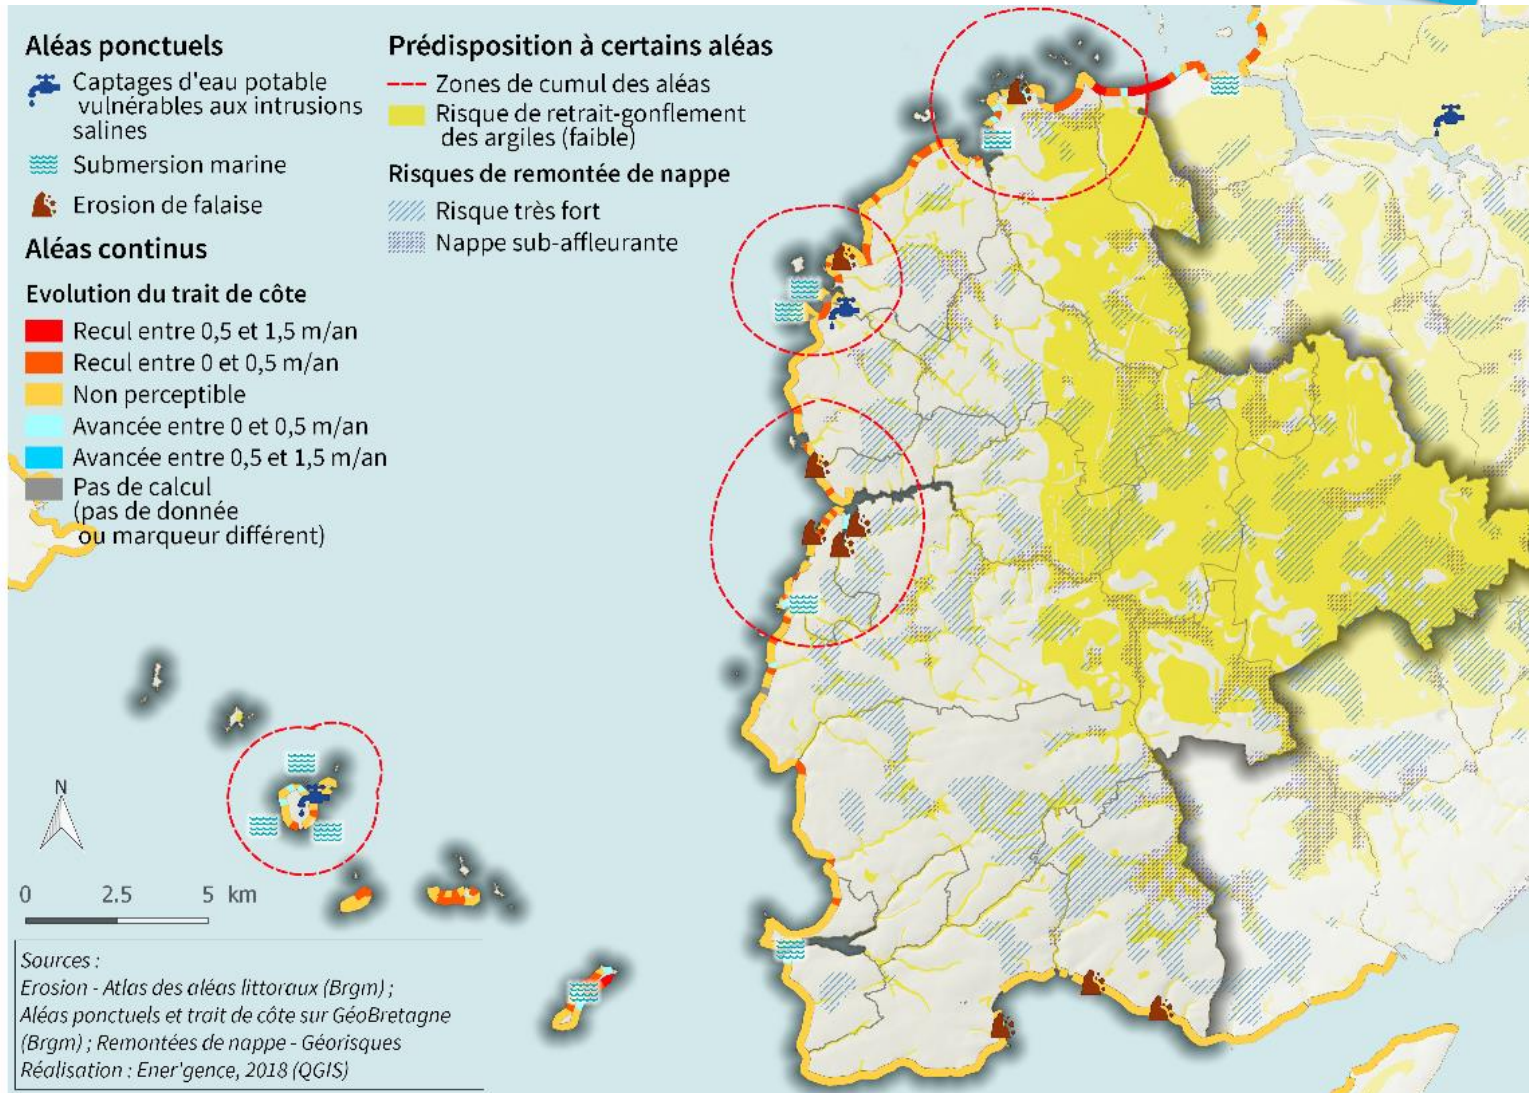 Aléas ponctuels
Captages d'eau potable
vulnérables aux intrusions
salines
Submersion marine
Erosion de falaise
Aléas continus
Evolution du trait de côte
Recul entre 0,5 et 1,5 m/an
Recul entre 0 et 0,5 m/an
Non perceptible
Avancée entre 0 et 0,5 m/an
Avancée entre 0,5 et 1,5 m/an
Pas de calcul
(pas de donnée
ou marqueur différent)
Prédisposition à certains aléas
Zones de cumul des aléas
Risque de retrait-gonflement
des argiles (faible)
Risques de remontée de nappe
Risque très fort
Nappe sub-affleurante
N
0 2.5 5 km
Sources :
Erosion - Atlas des aléas littoraux (Brgm) ;
Aléas ponctuels et trait de côte sur GéoBretagne
(Brgm) ; Remontées de nappe - Géorisques
Réalisation : Ener'gence, 2018 (QGIS)